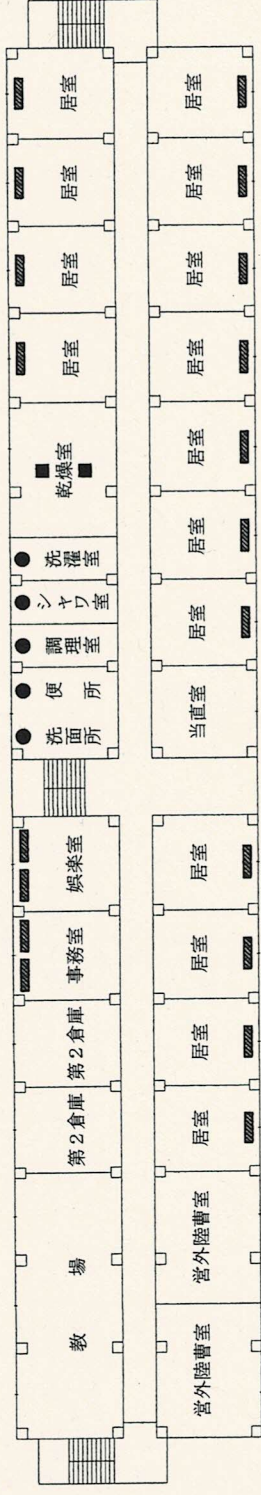 教場
第2倉庫
第2倉庫
事務室
娯楽室
洗面所
便所
調理室
シャワ室
洗濯室
乾燥室
居室
居室
居室
居室
営外陸曹室
営外陸曹室
居室
居室
居室
居室
当直室
居室
居室
居室
居室
居室
居室
居室